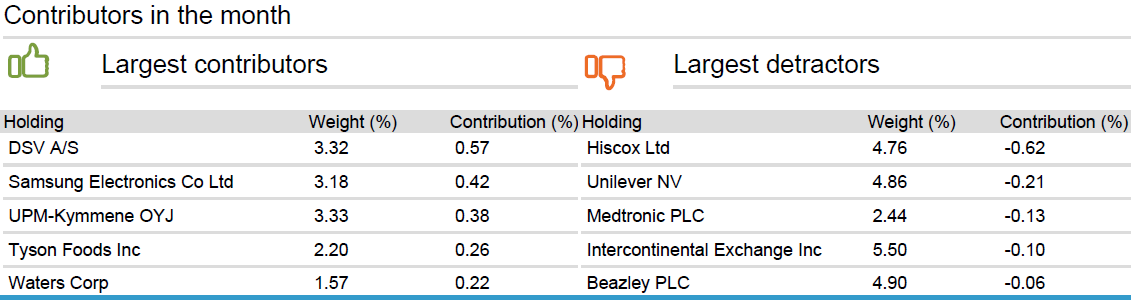 Contributors in the month
Largest contributors Largest detractors
Holding Weight (%) Contribution (%) Holding Weight (%) Contribution (%)
DSV A/S 3.32 0.57 Hiscox Ltd 4.76 -0.62
Samsung Electronics Co Ltd 3.18 0.42 Unilever NV 4.86 -0.21
UPM-Kymmene OYJ 3.33 0.38 Medtronic PLC 2.44 -0.13
Tyson Foods Inc 2.20 0.26 Intercontinental Exchange Inc 5.50 -0.10
Waters Corp 1.57 0.22 Beazley PLC 4.90 -0.06